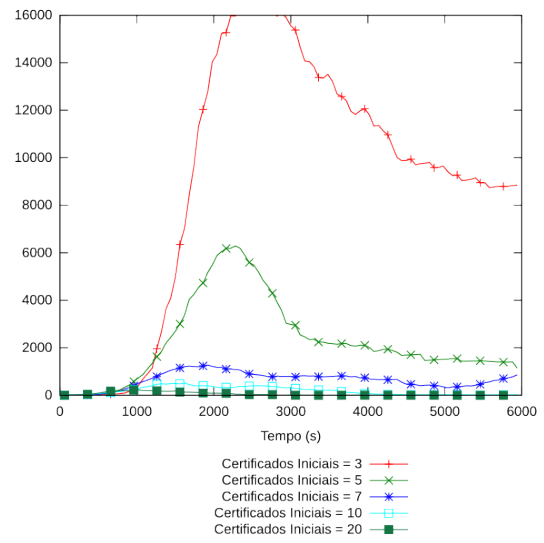 16000
14000
12000
10000
8000
6000
4000
2000
0
0 1000 2000 3000 4000 5000 6000
Tempo (s)
Certificados Iniciais = 3
Certificados Iniciais = 5
Certificados Iniciais = 7
Certificados Iniciais = 10
Certificados Iniciais = 20